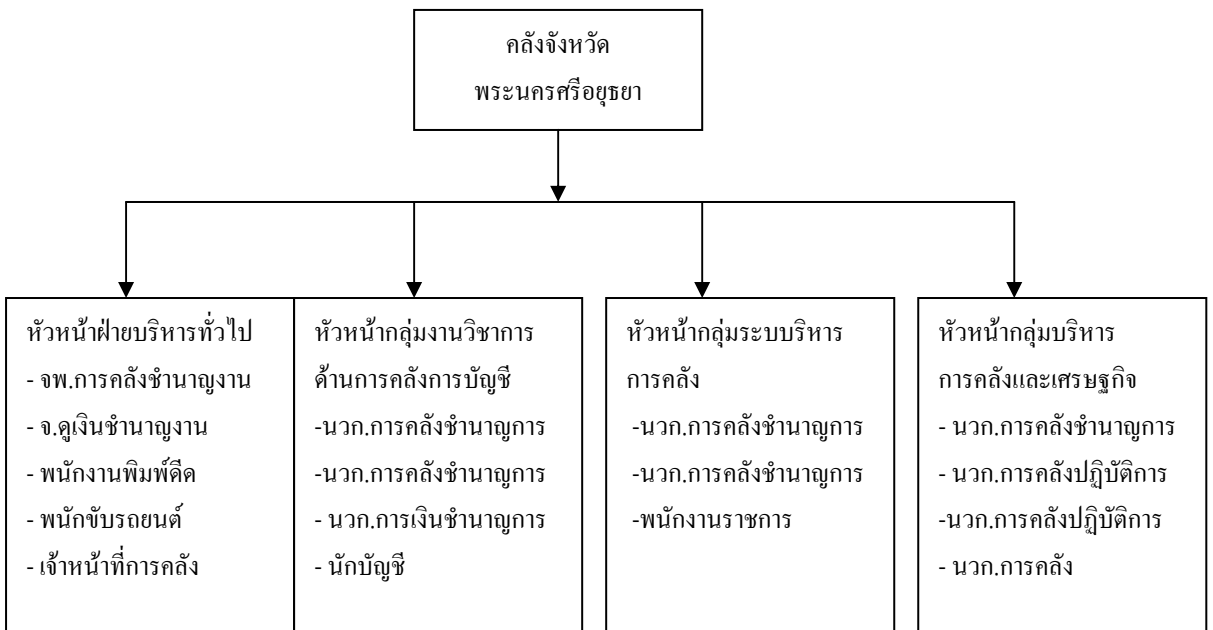 คลังจังหวัด
พระนครศรีอยุธยา
หัวหน้าฝ่ายบริหารทั่วไป
- จพ.การคลังชำนาญงาน
- จ.ดูเงินชำนาญงาน
- พนักงานพิมพ์ดีด
- พนักขับรถยนต์
- เจ้าหน้าที่การคลัง
หัวหน้ากลุ่มงานวิชาการ
ด้านการคลังการบัญชี
-นวก.การคลังชำนาญการ
-นวก.การคลังชำนาญการ
- นวก.การเงินชำนาญการ
- นักบัญชี
หัวหน้ากลุ่มระบบบริหาร
การคลัง
-นวก.การคลังชำนาญการ
-นวก.การคลังชำนาญการ
-พนักงานราชการ
หัวหน้ากลุ่มบริหาร
การคลังและเศรษฐกิจ
- นวก.การคลังชำนาญการ
- นวก.การคลังปฏิบัติการ
-นวก.การคลังปฏิบัติการ
- นวก.การคลัง